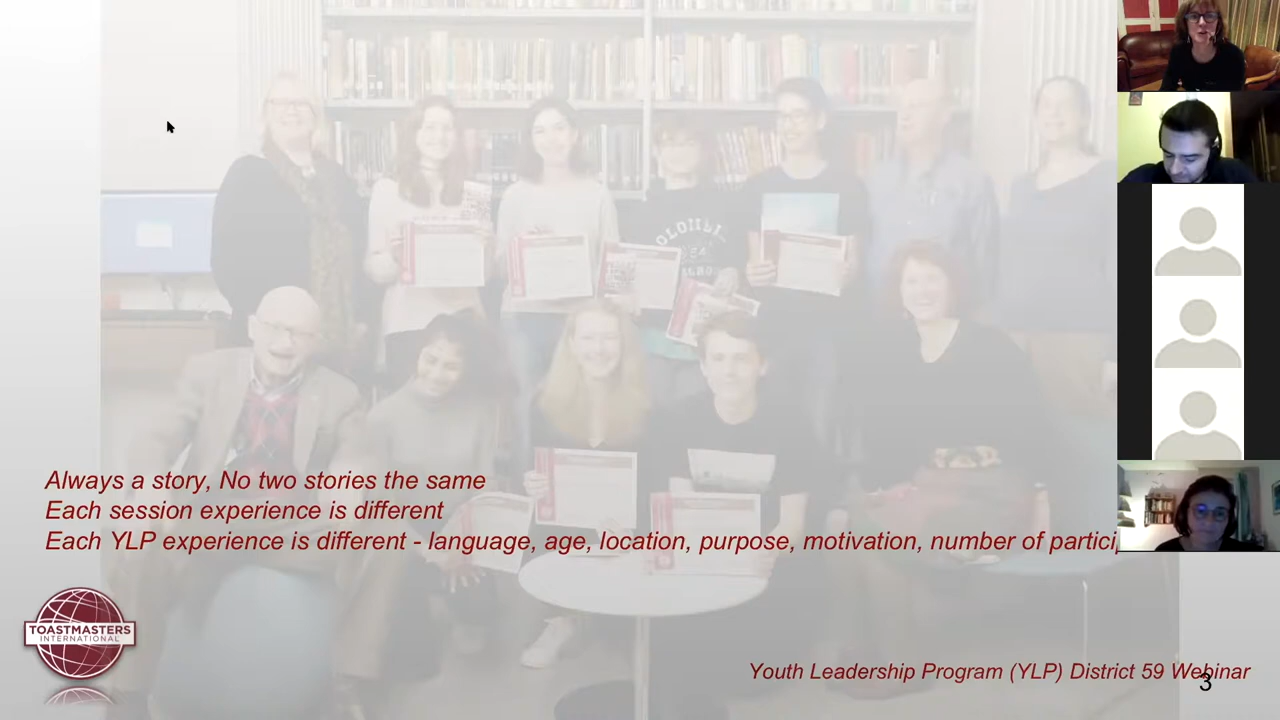 Always a story, No two stories the same
Each session experience is different
Each YLP experience is different - language, age, location, purpose, motivation, number of partici
TOASTMASTERS
INTERNATIONAL
Youth Leadership Program (YLP) District 59 Webinar
3